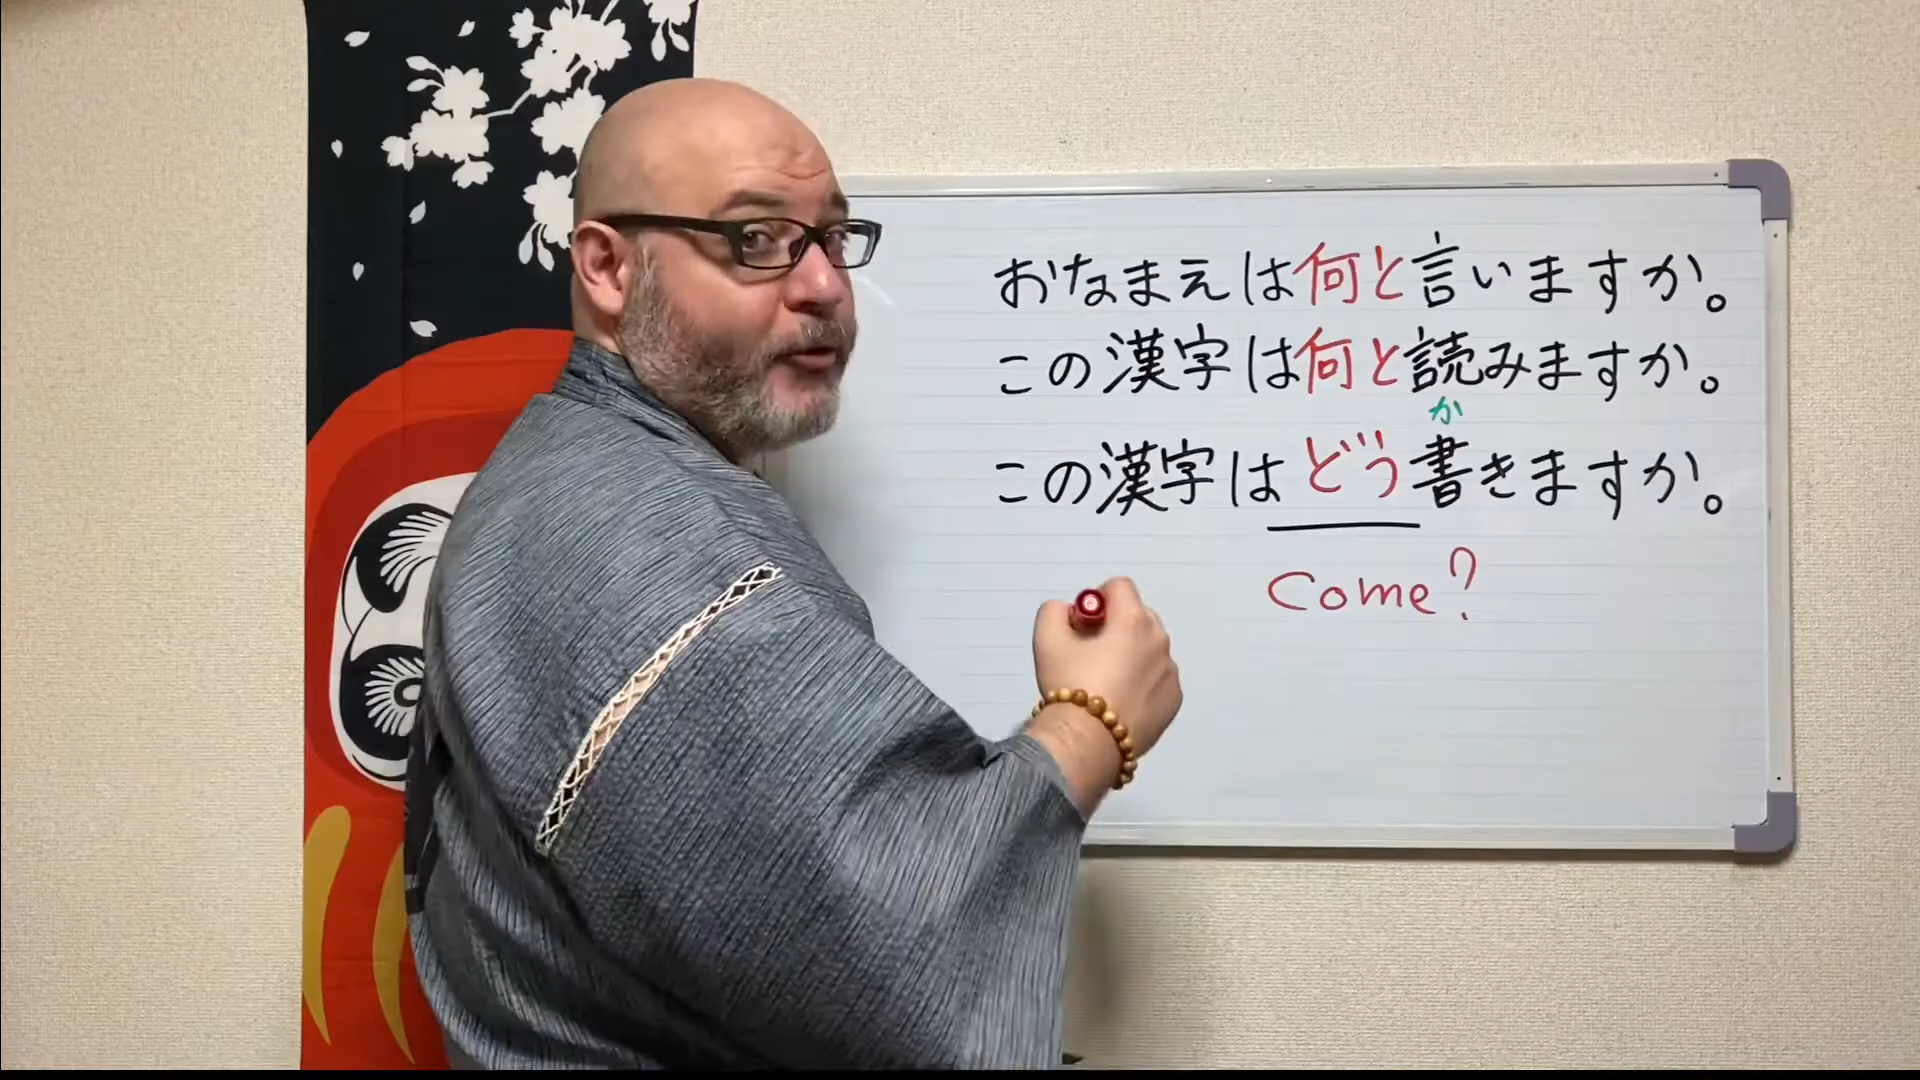 おなまえは何と言いますか。
この漢字は何と読みますか。
か
この漢字はどう書きますか。
Come?